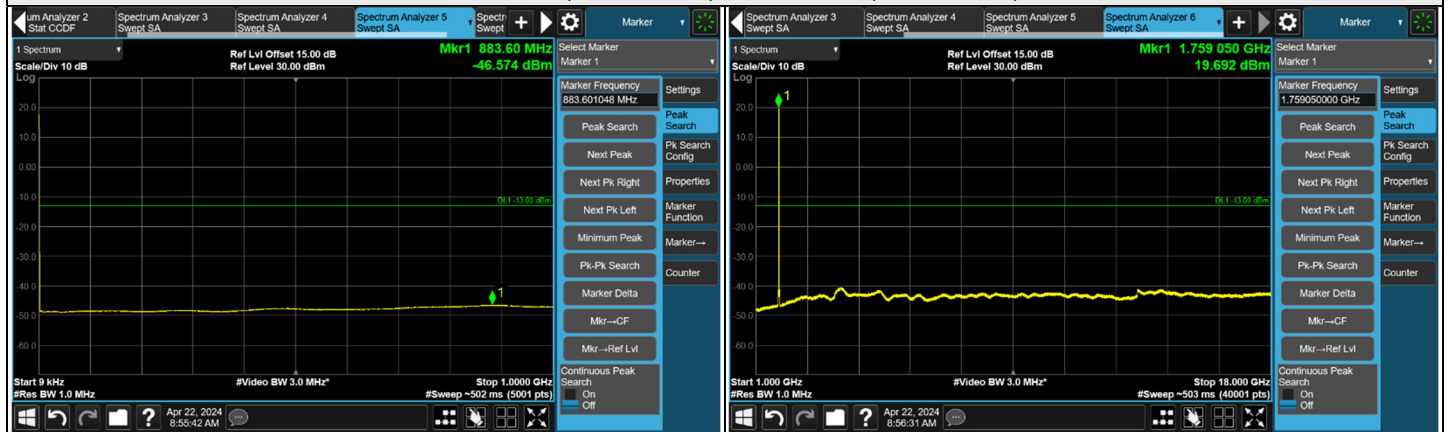 um Analyzer 2
Stat CCDF
Spectrum Analyzer 3
Swept SA
Spectrum Analyzer 4
Swept SA
Spectrum Analyzer 5
Swept SA
Spectr
Swept
Marker
1 Spectrum
Scale/Div 10 dB
Log
Ref Lvl Offset 15.00 dB
Ref Level 30.00 dBm
Mkr1 883.60 MHz
-46.574 dBm
20.0
10.0
0.00
-10.0
-20.0
-30.0
-40.0
-50.0
-60.0
DL1 -13.00 dBm
1
Start 9 kHz
#Res BW 1.0 MHz
#Video BW 3.0 MHz*
Stop 1.0000 GHz
#Sweep ~502 ms (5001 pts)
Select Marker
Marker 1
Marker Frequency
883.601048 MHz
Peak Search
Next Peak
Next Pk Right
Next Pk Left
Minimum Peak
Pk-Pk Search
Marker Delta
Mkr→CF
Mkr→Ref Lvl
Continuous Peak
Search
On
Off
Settings
Peak
Search
Pk Search
Config
Properties
Marker
Function
Marker→
Counter
?
Apr 22, 2024
8:55:42 AM
Spectrum Analyzer 3
Swept SA
Spectrum Analyzer 4
Swept SA
Spectrum Analyzer 5
Swept SA
Spectrum Analyzer 6
Swept SA
Marker
1 Spectrum
Scale/Div 10 dB
Log
Ref Lvl Offset 15.00 dB
Ref Level 30.00 dBm
Mkr1 1.759 050 GHz
19.692 dBm
20.0
10.0
0.00
-10.0
-20.0
-30.0
-40.0
-50.0
-60.0
DL1 -13.00 dBm
1
Start 1.000 GHz
#Res BW 1.0 MHz
#Video BW 3.0 MHz*
Stop 18.000 GHz
#Sweep ~503 ms (40001 pts)
Select Marker
Marker 1
Marker Frequency
1.759050000 GHz
Peak Search
Next Peak
Next Pk Right
Next Pk Left
Minimum Peak
Pk-Pk Search
Marker Delta
Mkr→CF
Mkr→Ref Lvl
Continuous Peak
Search
On
Off
Settings
Peak
Search
Pk Search
Config
Properties
Marker
Function
Marker→
Counter
?
Apr 22, 2024
8:56:31 AM